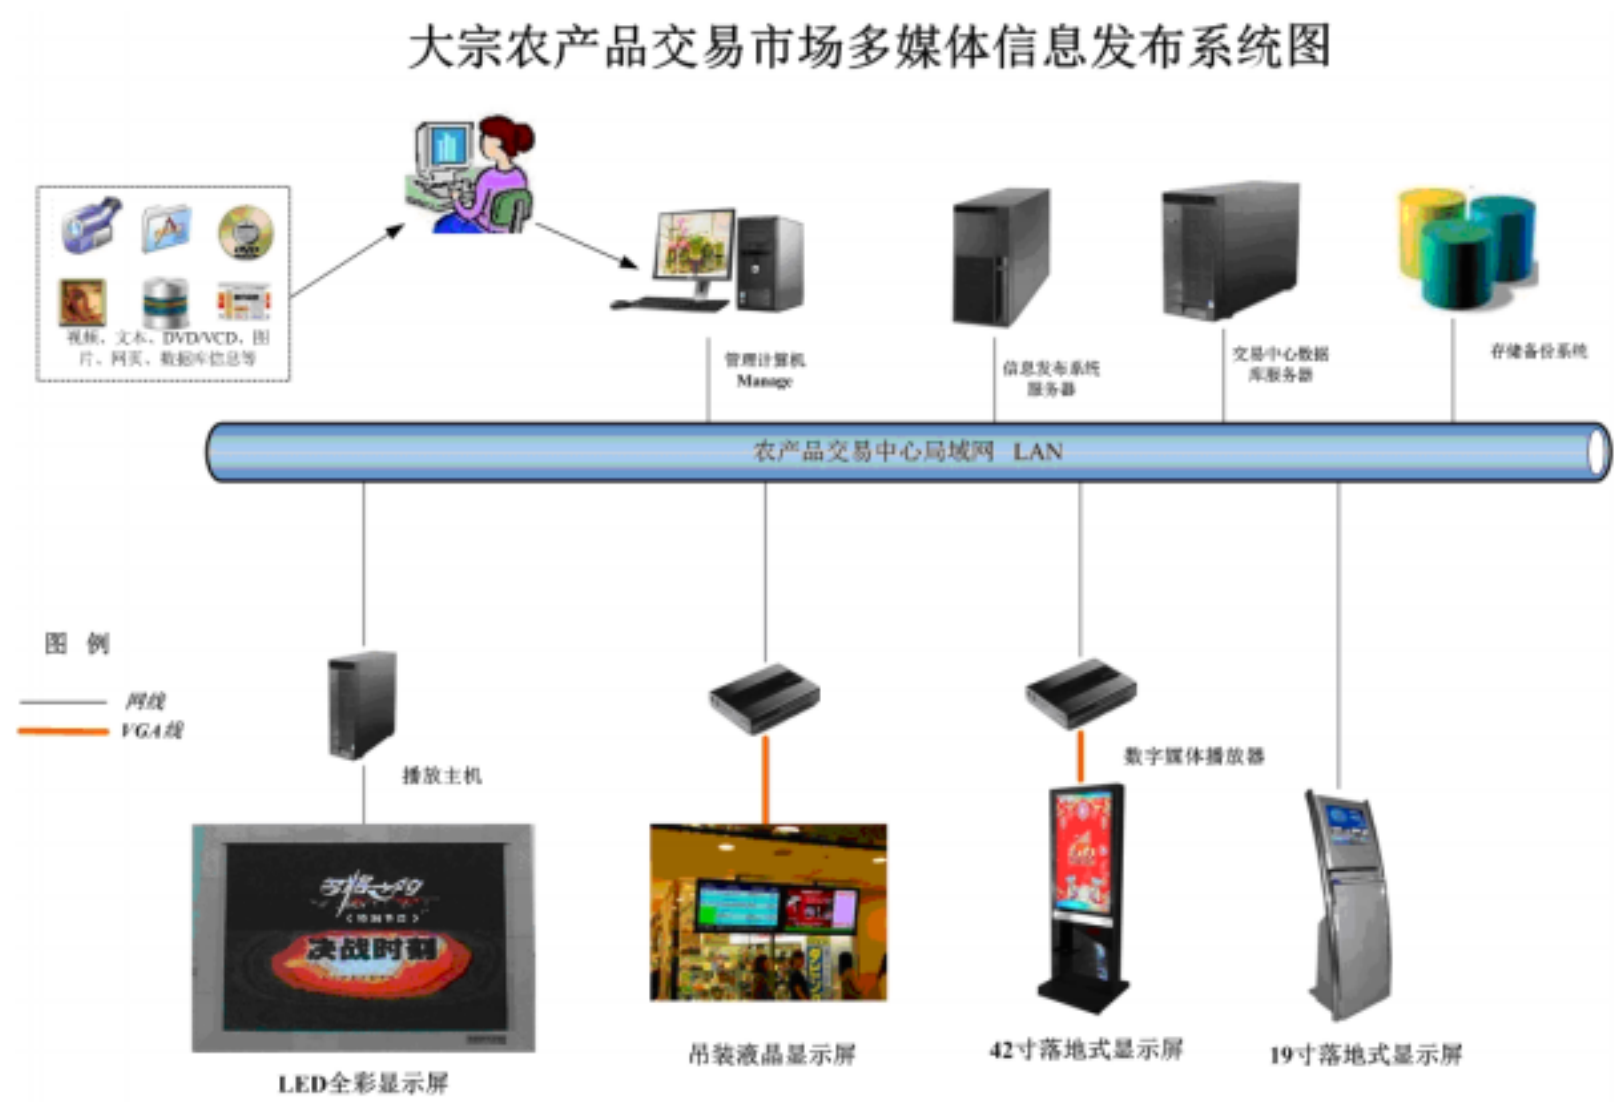 大宗农产品交易市场多媒体信息发布系统图
视频、文本、DVD/VCD、图
片、网页、数据库信息等
管理计算机
Manage
信息发布系统
服务器
交易中心数据
库服务器
存储备份系统
农产品交易中心局域网 LAN
图 例
网线
VGA线
播放主机
数字媒体播放器
决战时刻
LED全彩显示屏
吊装液晶显示屏
42寸落地式显示屏
19寸落地式显示屏